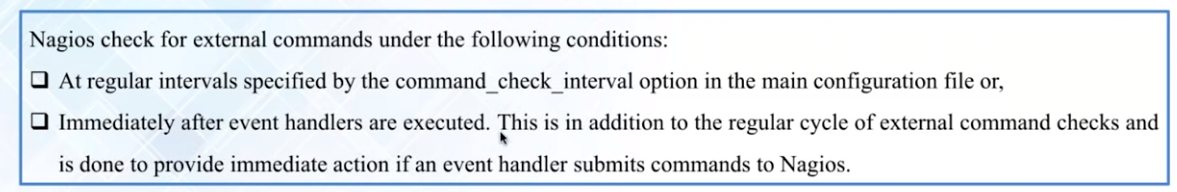 Nagios check for external commands under the following conditions:
❑ At regular intervals specified by the command_check_interval option in the main configuration file or,
❑ Immediately after event handlers are executed. This is in addition to the regular cycle of external command checks and
is done to provide immediate action if an event handler submits commands to Nagios.